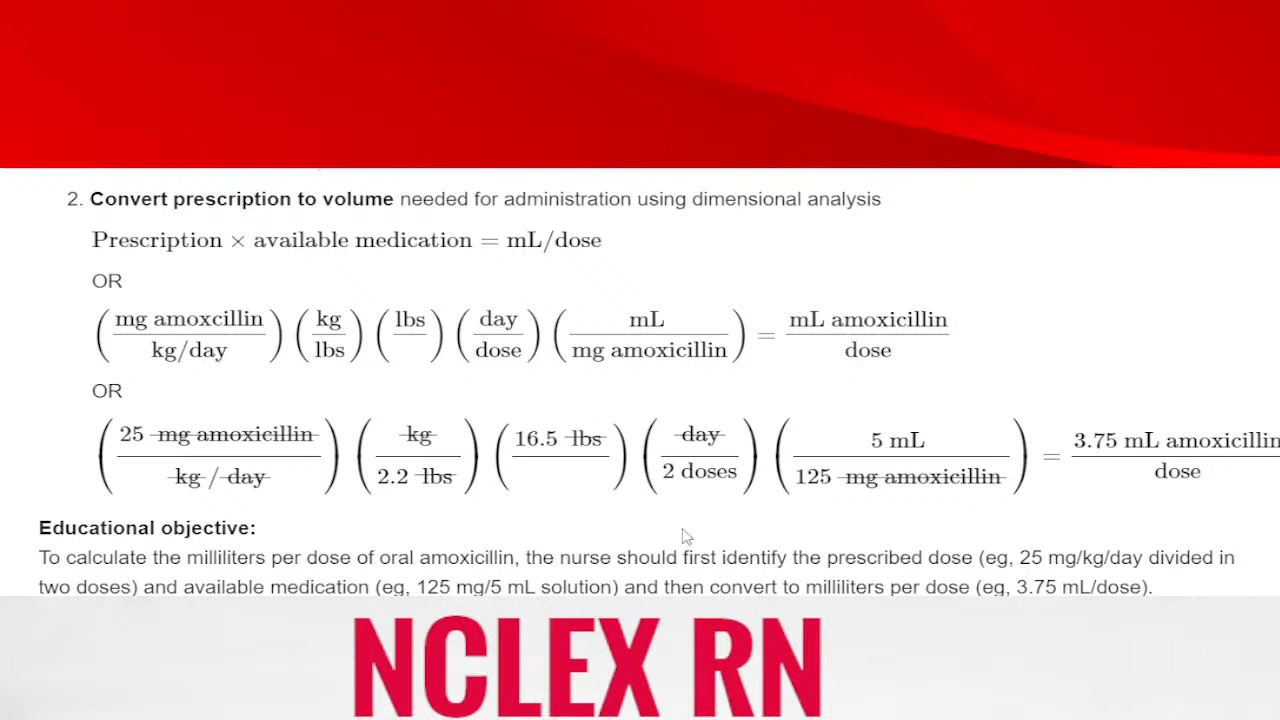 2. Convert prescription to volume needed for administration using dimensional analysis
Prescription × available medication = mL/dose
OR
(mg amoxcillin / kg/day) (kg / lbs) (lbs / ) (day / dose) (mL / mg amoxicillin) = mL amoxicillin / dose
OR
(25 mg amoxicillin / kg / day) (kg / 2.2 lbs) (16.5 lbs / ) (day / 2 doses) (5 mL / 125 mg amoxicillin) = 3.75 mL amoxicillin / dose
Educational objective:
To calculate the milliliters per dose of oral amoxicillin, the nurse should first identify the prescribed dose (eg, 25 mg/kg/day divided in
two doses) and available medication (eg, 125 mg/5 mL solution) and then convert to milliliters per dose (eg, 3.75 mL/dose).
NCLEX RN